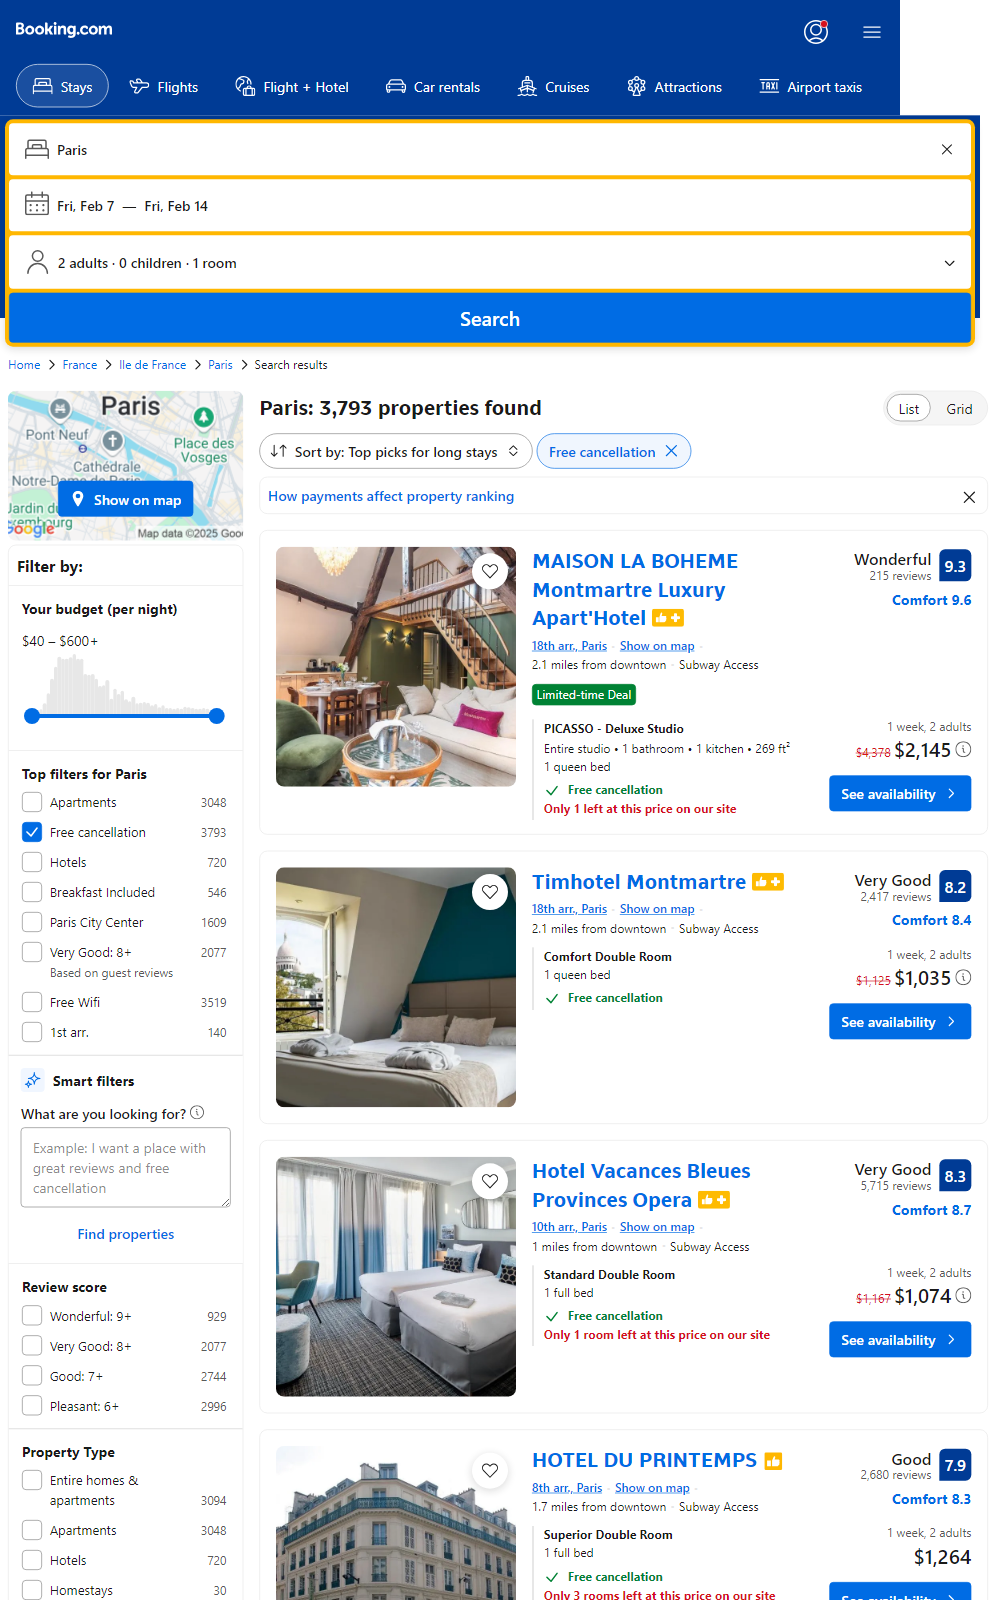 Booking.com
Stays
Flights
Flight + Hotel
Car rentals
Cruises
Attractions
TAXI
Airport taxis
Paris
Fri, Feb 7 — Fri, Feb 14
2 adults · 0 children · 1 room
Search
Home > France > Ile de France > Paris > Search results
Paris
Pont Neuf
Place des
Vosges
Cathédrale
Notre-Dame de Paris
Jardin du
Google
Map data ©2025
Show on map
Filter by:
Your budget (per night)
$40 – $600+
Top filters for Paris
Apartments 3048
Free cancellation 3793
Hotels 720
Breakfast Included 546
Paris City Center 1609
Very Good: 8+ 2077
Based on guest reviews
Free Wifi 3519
1st arr. 140
Smart filters
What are you looking for?
Example: I want a place with
great reviews and free
cancellation
Find properties
Review score
Wonderful: 9+ 929
Very Good: 8+ 2077
Good: 7+ 2744
Pleasant: 6+ 2996
Property Type
Entire homes &
apartments 3094
Apartments 3048
Hotels 720
Homestays 30
Paris: 3,793 properties found
List
Grid
Sort by: Top picks for long stays
Free cancellation
How payments affect property ranking
MAISON LA BOHEME
Montmartre Luxury
Apart'Hotel
Wonderful
215 reviews
9.3
Comfort 9.6
18th arr., Paris · Show on map ·
2.1 miles from downtown · Subway Access
Limited-time Deal
PICASSO - Deluxe Studio
Entire studio • 1 bathroom • 1 kitchen • 269 ft²
1 queen bed
Free cancellation
Only 1 left at this price on our site
1 week, 2 adults
$4,378 $2,145
See availability
Timhotel Montmartre
Very Good
2,417 reviews
8.2
Comfort 8.4
18th arr., Paris · Show on map ·
2.1 miles from downtown · Subway Access
Comfort Double Room
1 queen bed
Free cancellation
1 week, 2 adults
$1,125 $1,035
See availability
Hotel Vacances Bleues
Provinces Opera
Very Good
5,715 reviews
8.3
Comfort 8.7
10th arr., Paris · Show on map ·
1 miles from downtown · Subway Access
Standard Double Room
1 full bed
Free cancellation
Only 1 room left at this price on our site
1 week, 2 adults
$1,167 $1,074
See availability
HOTEL DU PRINTEMPS
Good
2,680 reviews
7.9
Comfort 8.3
8th arr., Paris · Show on map ·
1.7 miles from downtown · Subway Access
Superior Double Room
1 full bed
Free cancellation
Only 3 rooms left at this price on our site
1 week, 2 adults
$1,264
See availability